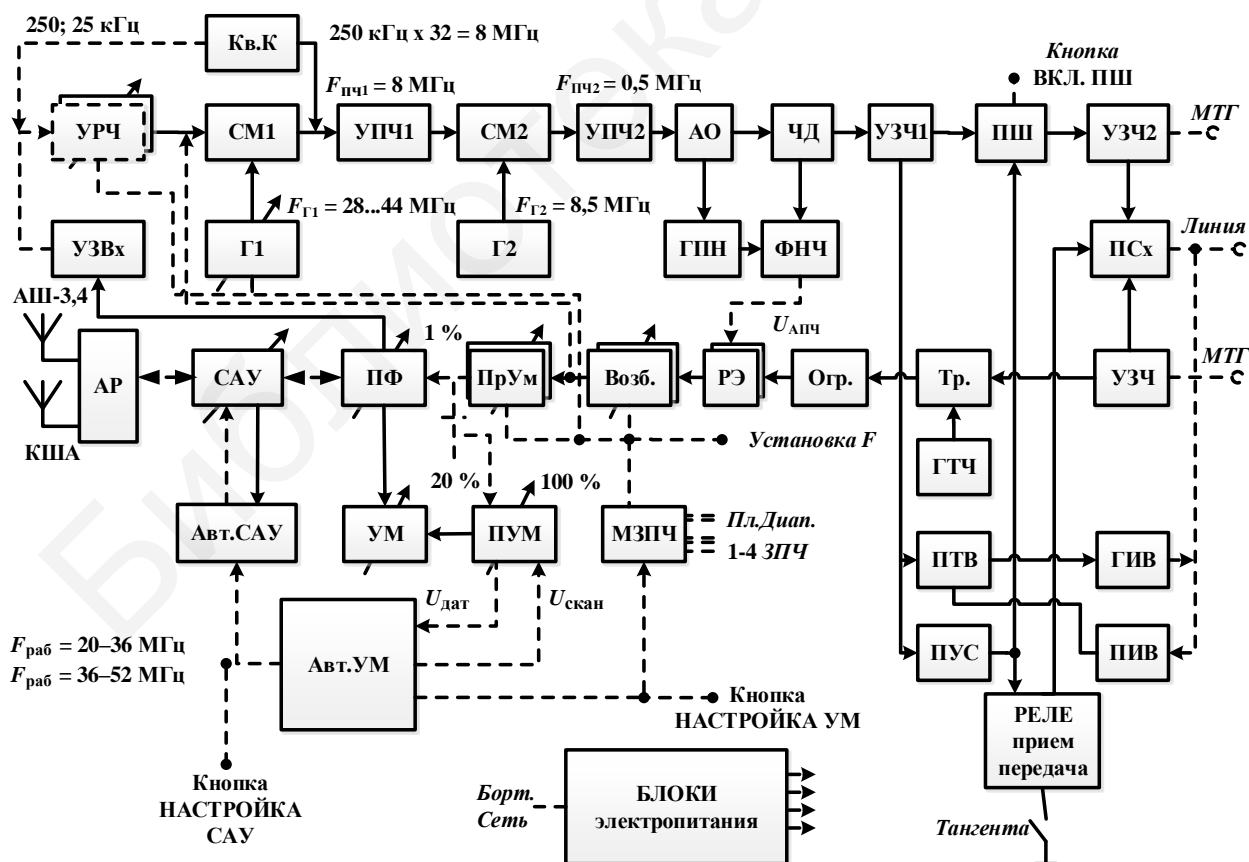 250; 25 кГц
Кв.К
250 кГц х 32 = 8 МГц
Кнопка
ВКЛ. ПШ
FПЧ1 = 8 МГц
FПЧ2 = 0,5 МГц
МТГ
УРЧ
СМ1
УПЧ1
СМ2
УПЧ2
АО
ЧД
УЗЧ1
ПШ
УЗЧ2
FГ1 = 28...44 МГц
FГ2 = 8,5 МГц
Линия
УЗВх
Г1
Г2
ГПН
ФНЧ
ПСх
АШ-3,4
1 %
UАПЧ
МТГ
АР
САУ
ПФ
ПрУм
Возб.
РЭ
Огр.
Тр.
УЗЧ
КША
Установка F
ГТЧ
20 %
100 %
Авт.САУ
УМ
ПУМ
МЗПЧ
Пл.Диап.
1-4 ЗПЧ
ПТВ
ГИВ
Uдат
Uскан
Fраб = 20–36 МГц
Fраб = 36–52 МГц
Авт.УМ
ПУС
ПИВ
Кнопка
НАСТРОЙКА УМ
РЕЛЕ
прием
передача
Кнопка
НАСТРОЙКА
САУ
Борт.
Сеть
БЛОКИ
электропитания
Тангента
Библиотека